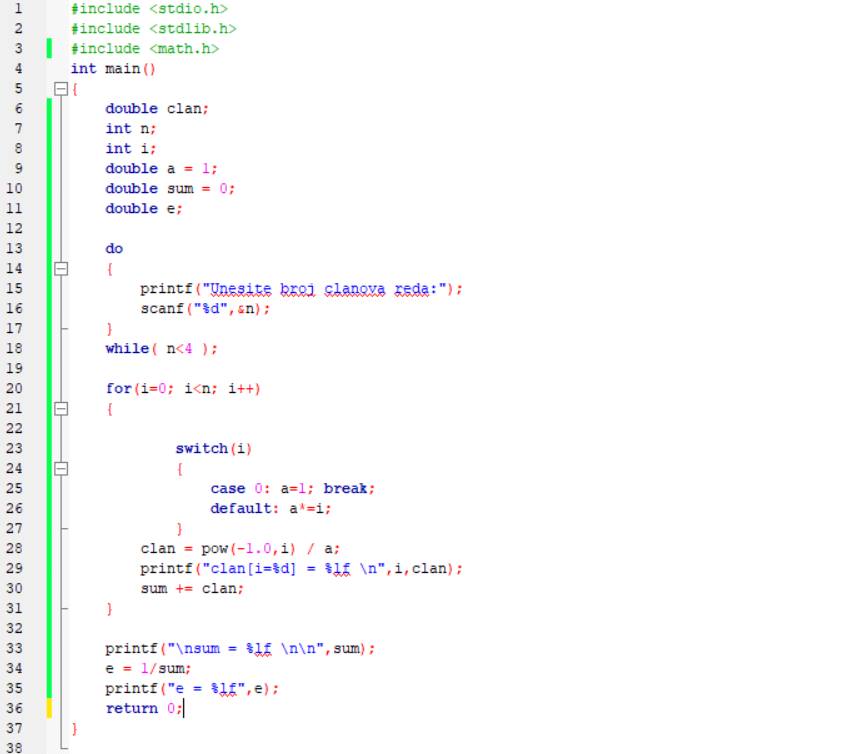 1 #include <stdio.h>
2 #include <stdlib.h>
3 #include <math.h>
4 int main()
5 {
6 double clan;
7 int n;
8 int i;
9 double a = 1;
10 double sum = 0;
11 double e;
12
13 do
14 {
15 printf("Unesite broj clanova reda:");
16 scanf("%d",&n);
17 }
18 while( n<4 );
19
20 for(i=0; i<n; i++)
21 {
22
23 switch(i)
24 {
25 case 0: a=1; break;
26 default: a*=i;
27 }
28 clan = pow(-1.0,i) / a;
29 printf("clan[i=%d] = %lf \n",i,clan);
30 sum += clan;
31 }
32
33 printf("\nsum = %lf \n\n",sum);
34 e = 1/sum;
35 printf("e = %lf",e);
36 return 0;
37 }
38